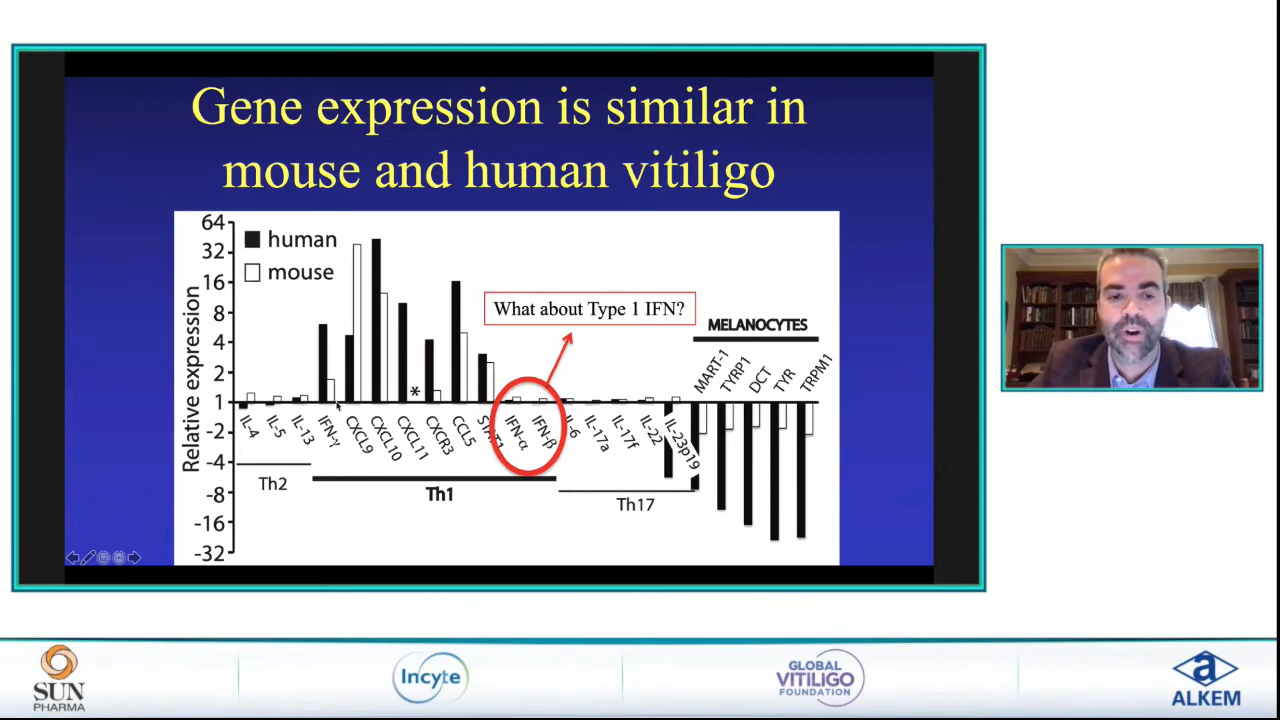 Gene expression is similar in
mouse and human vitiligo
64
32
16
8
4
2
1
-2
-4
-8
-16
-32
Relative expression
human
mouse
What about Type 1 IFN?
MELANOCYTES
MART-1
TYRP1
DCT
TYR
TRPM1
*
IL-4
IL-5
IL-13
IFN-γ
CXCL9
CXCL10
CXCL11
CXCR3
CCL5
STAT1
IFN-α
IFN-β
IL-6
IL-17a
IL-17f
IL-22
IL-23p19
Th2
Th1
Th17
SUN
PHARMA
Incyte
GLOBAL
VITILIGO
FOUNDATION
a
ALKEM